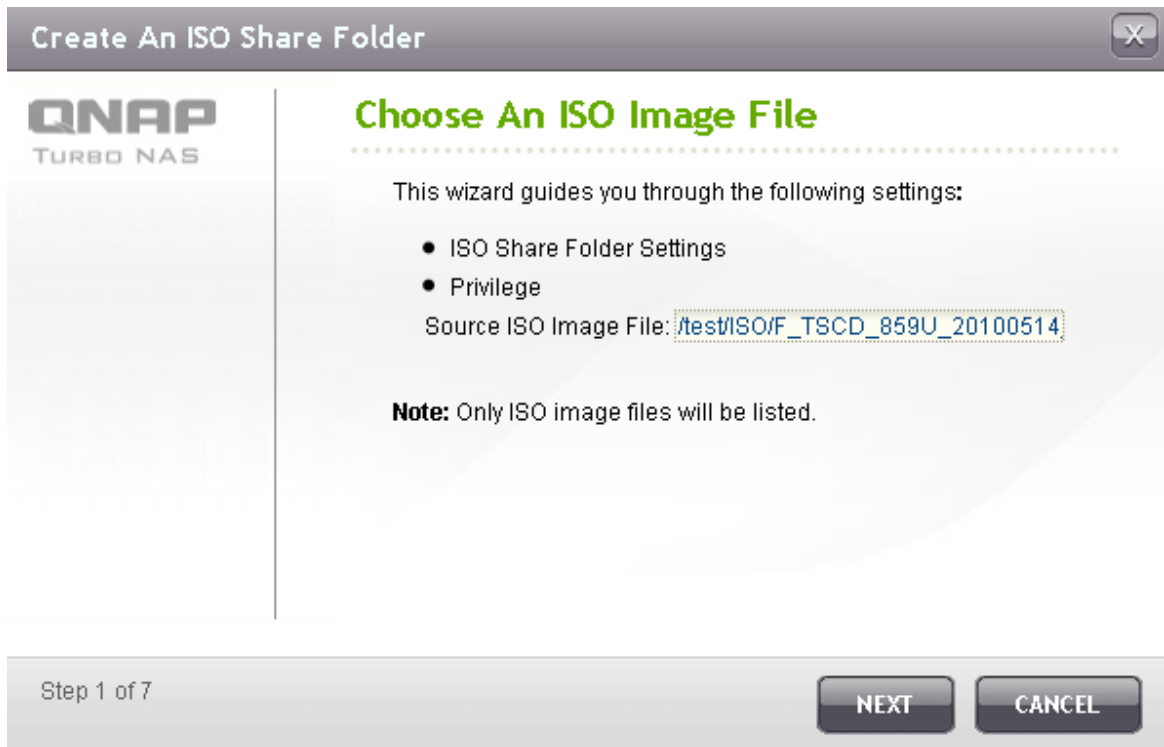 Create An ISO Share Folder
X
QNAP
TURBO NAS
Choose An ISO Image File
This wizard guides you through the following settings:
● ISO Share Folder Settings
● Privilege
Source ISO Image File: /test/ISO/F_TSCD_859U_20100514
Note: Only ISO image files will be listed.
Step 1 of 7
NEXT
CANCEL